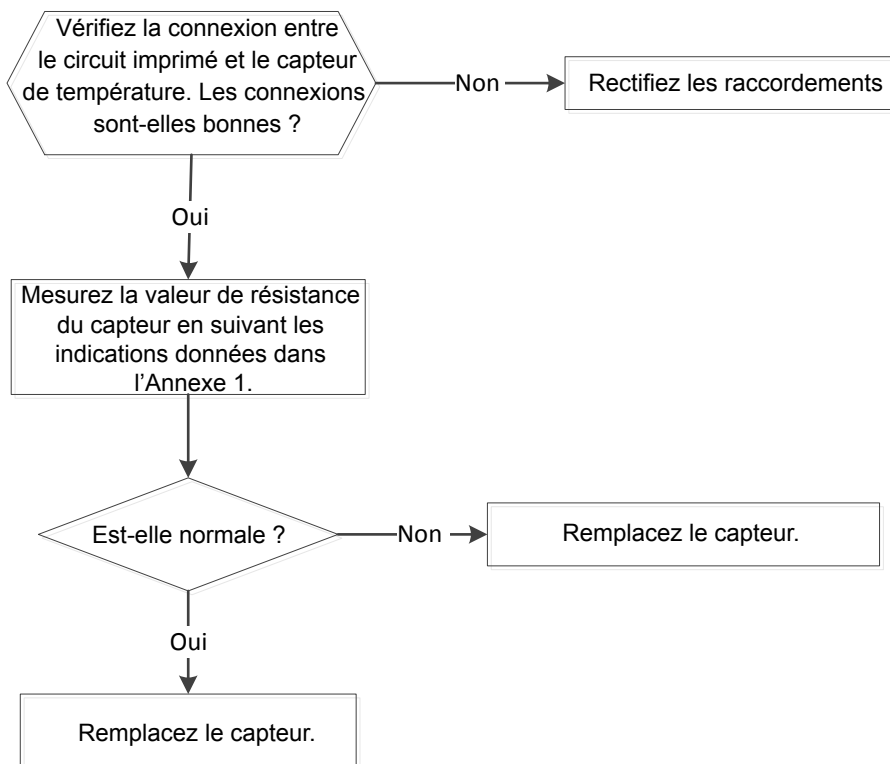 Vérifiez la connexion entre
le circuit imprimé et le capteur
de température. Les connexions
sont-elles bonnes ?
Non
Rectifiez les raccordements
Oui
Mesurez la valeur de résistance
du capteur en suivant les
indications données dans
l’Annexe 1.
Est-elle normale ?
Non
Remplacez le capteur.
Oui
Remplacez le capteur.